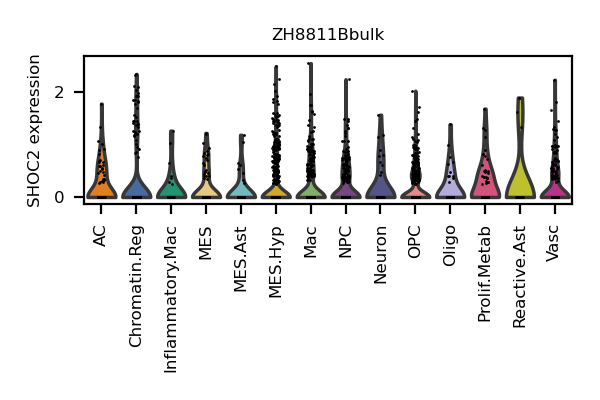 ZH8811Bbulk
SHOC2 expression
2
0
AC
Chromatin.Reg
Inflammatory.Mac
MES
MES.Ast
MES.Hyp
Mac
NPC
Neuron
OPC
Oligo
Prolif.Metab
Reactive.Ast
Vasc